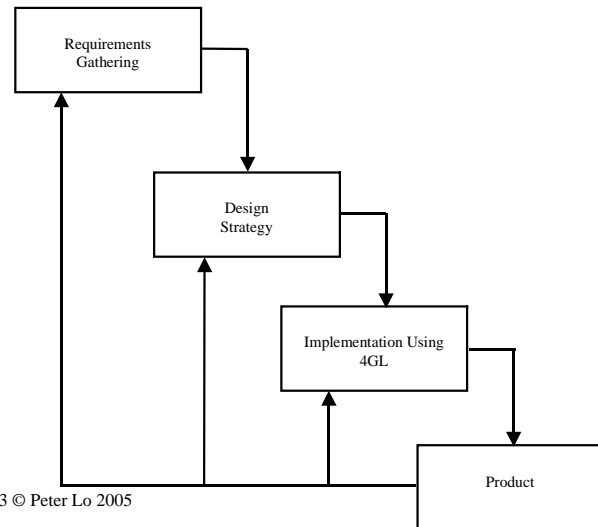 Requirements
Gathering
Design
Strategy
Implementation Using
4GL
Product
3 © Peter Lo 2005